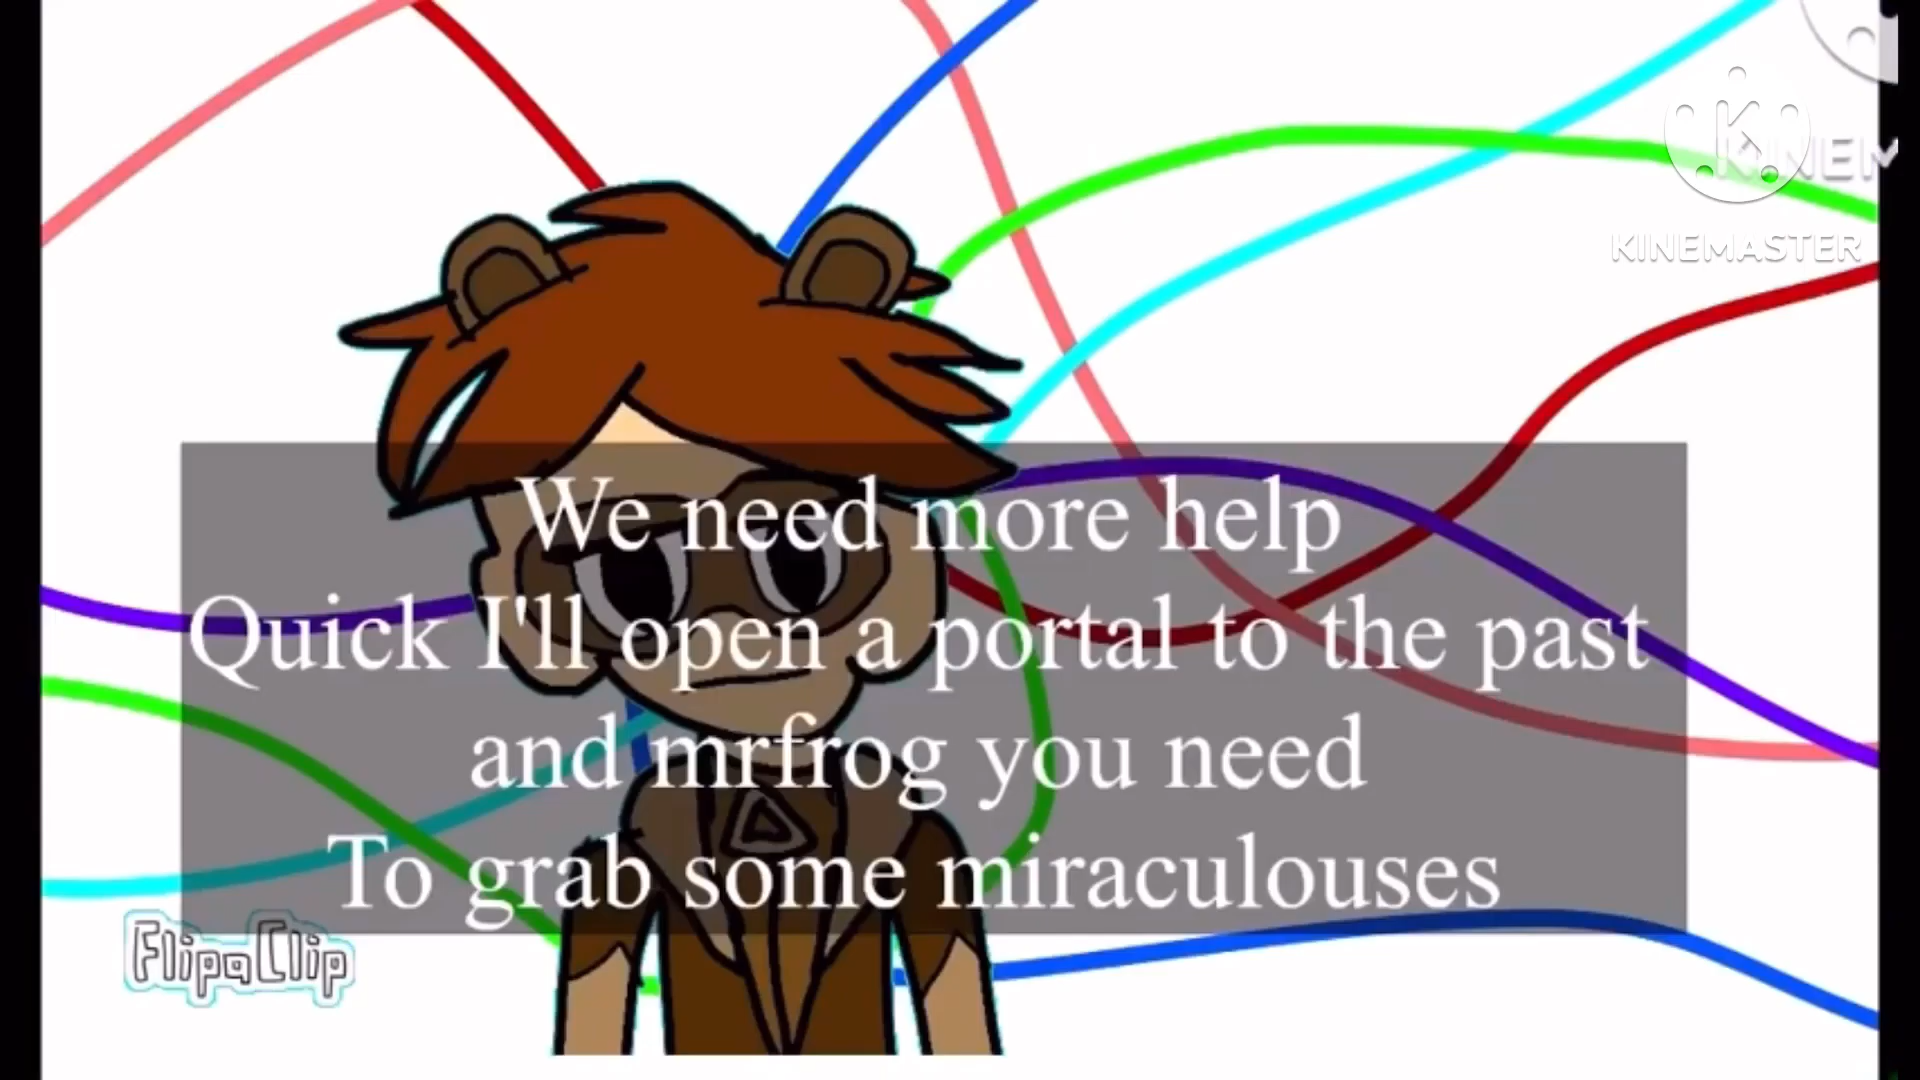 K
KINEM
KINEMASTER
We need more help
Quick I'll open a portal to the past
and mrfrog you need
To grab some miraculouses
FlipaClip